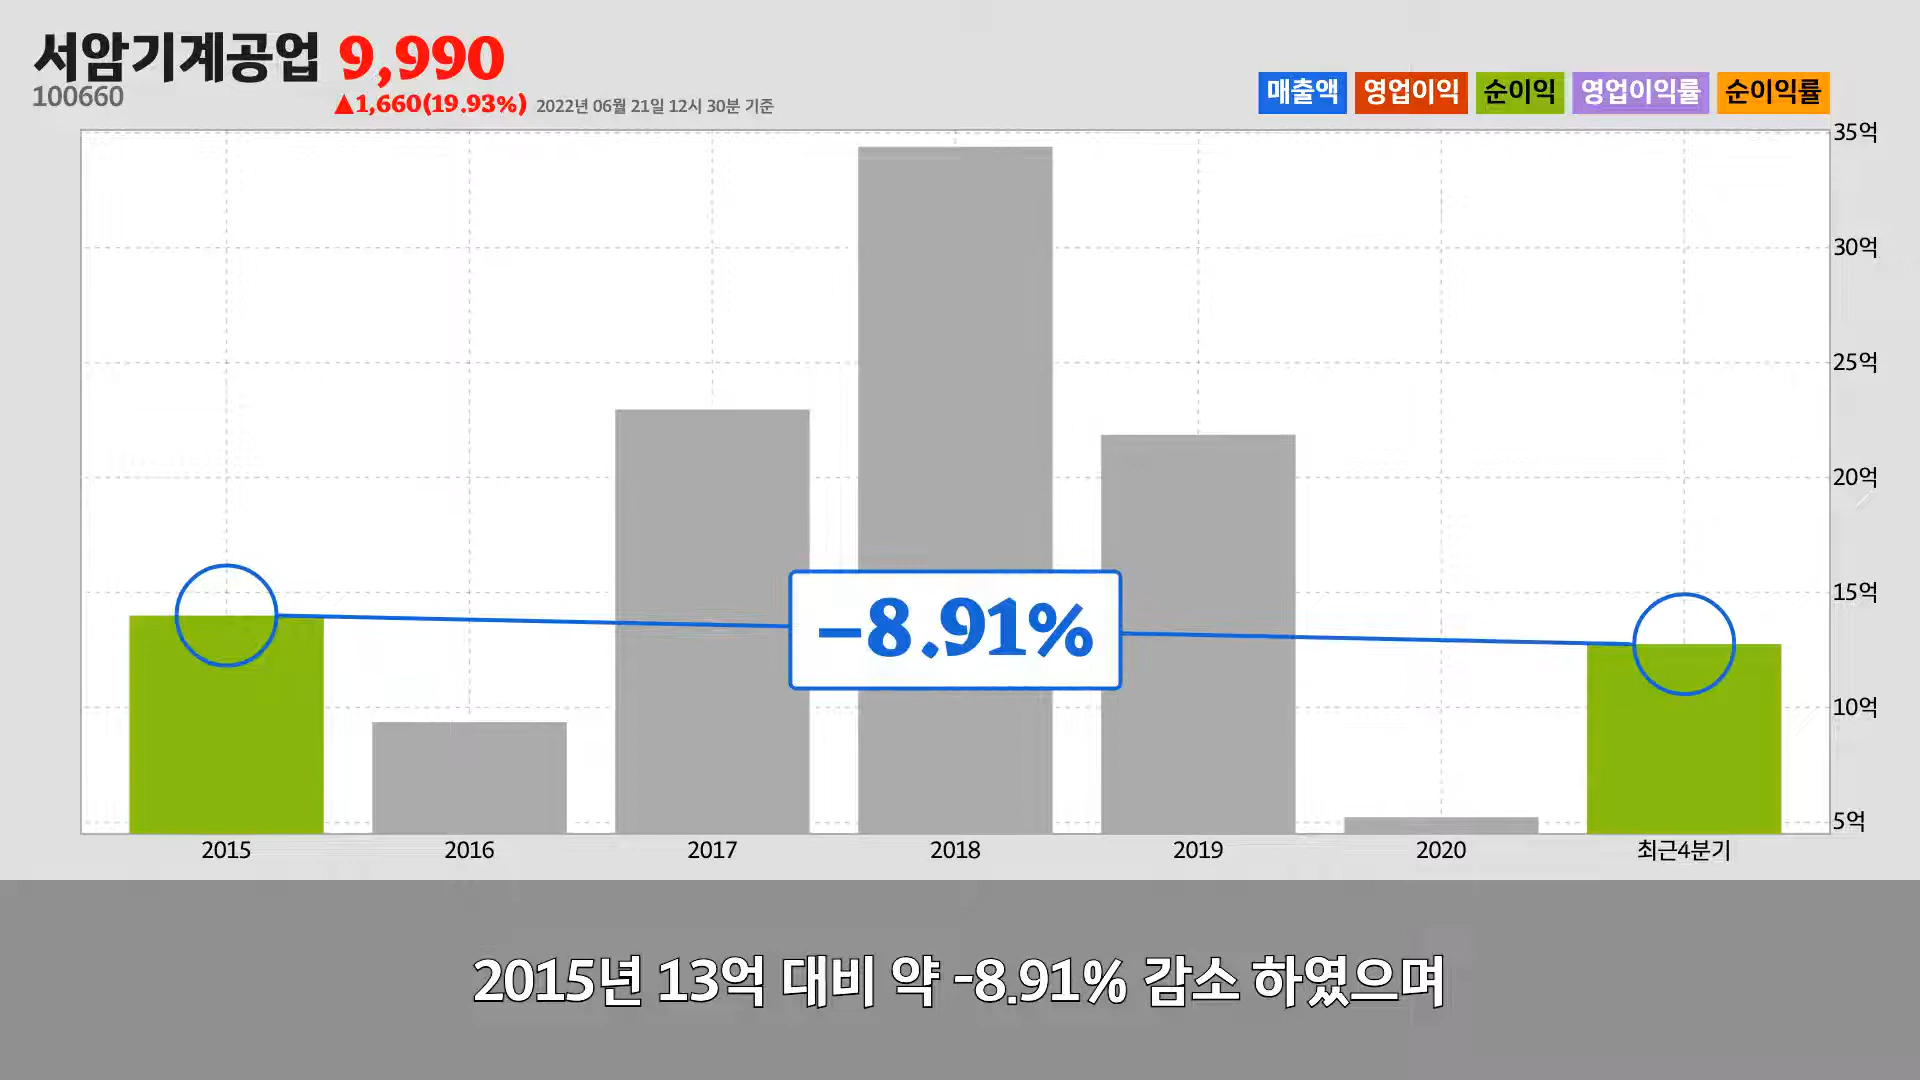 서암기계공업 9,990
100660 ▲1,660(19.93%) 2022년 06월 21일 12시 30분 기준
매출액 영업이익 순이익 영업이익률 순이익률
35억
30억
25억
20억
15억
10억
5억
-8.91%
2015 2016 2017 2018 2019 2020 최근4분기
2015년 13억 대비 약 -8.91% 감소 하였으며